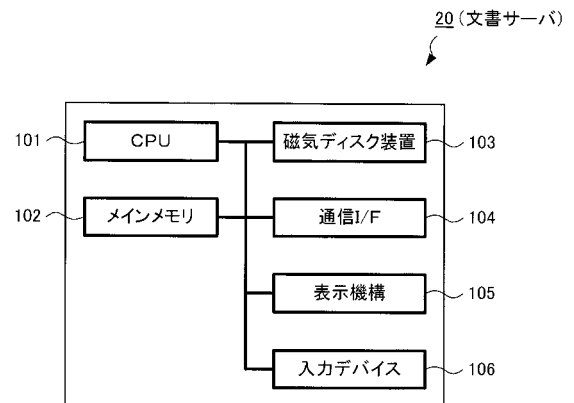 20(文書サーバ)
101 CPU 磁気ディスク装置 103
102 メインメモリ 通信I/F 104
表示機構 105
入力デバイス 106